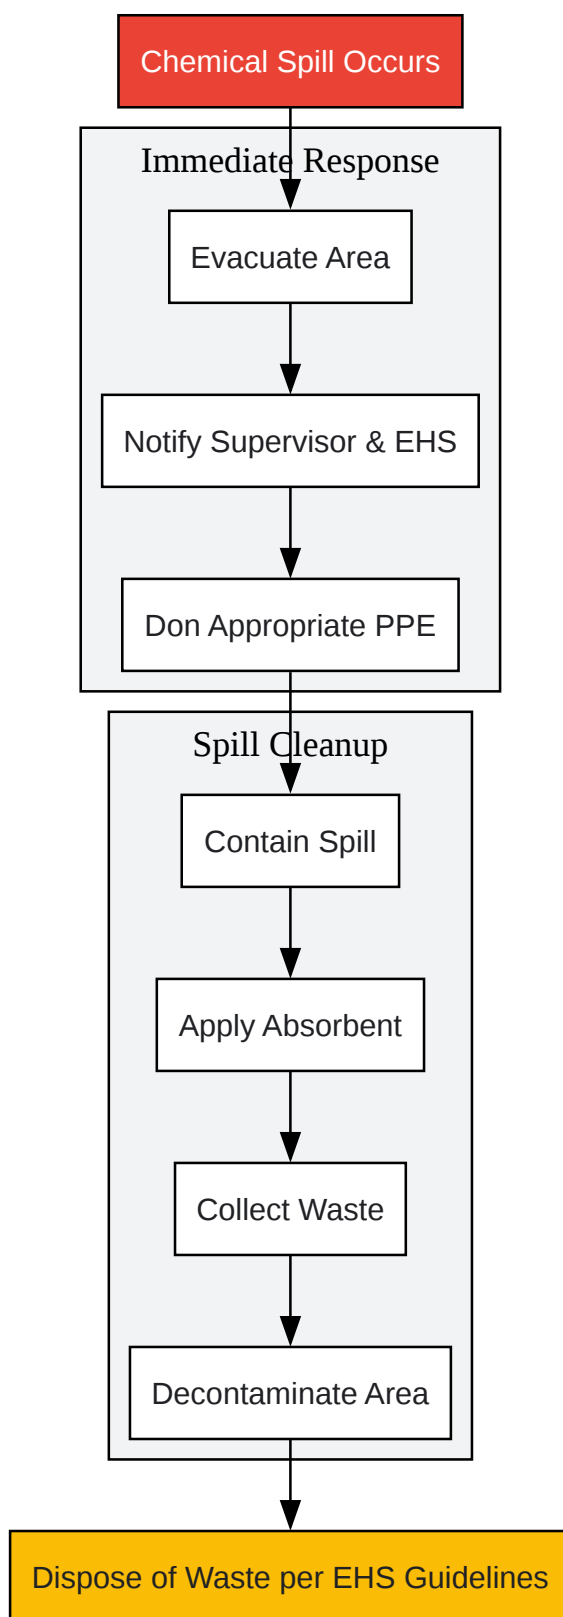 Chemical Spill Occurs
Immediate Response
Evacuate Area
Notify Supervisor & EHS
Don Appropriate PPE
Spill Cleanup
Contain Spill
Apply Absorbent
Collect Waste
Decontaminate Area
Dispose of Waste per EHS Guidelines